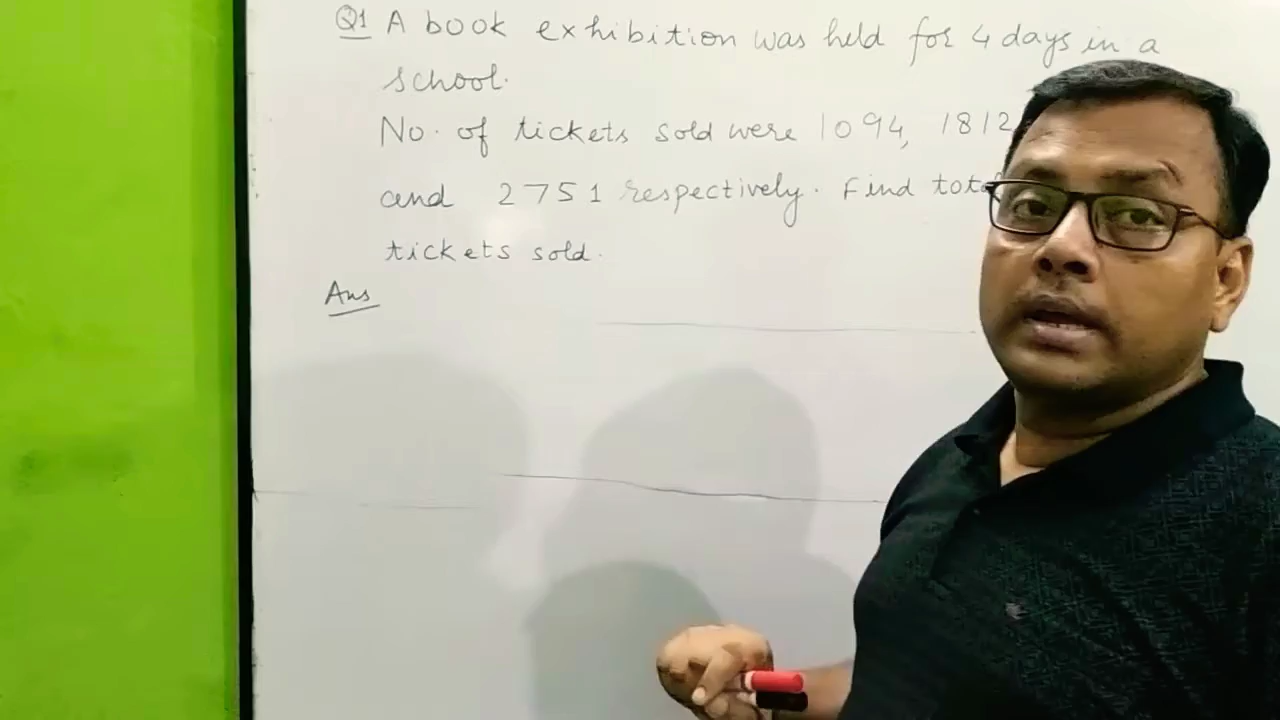 Q1 A book exhibition was held for 4 days in a
school.
No. of tickets sold were 1094, 1812
and 2751 respectively. Find total
tickets sold.
Ans